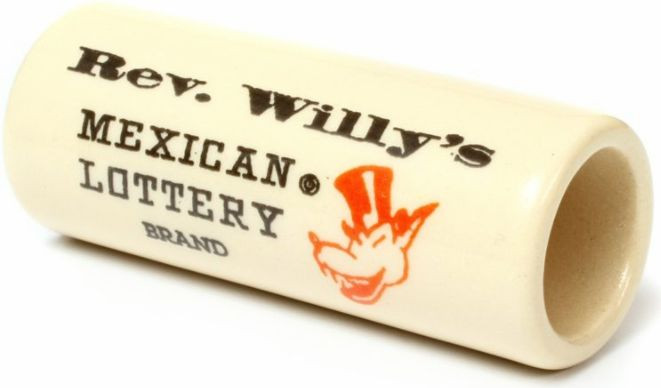 Rev. Willy's
MEXICAN®
LOTTERY
BRAND